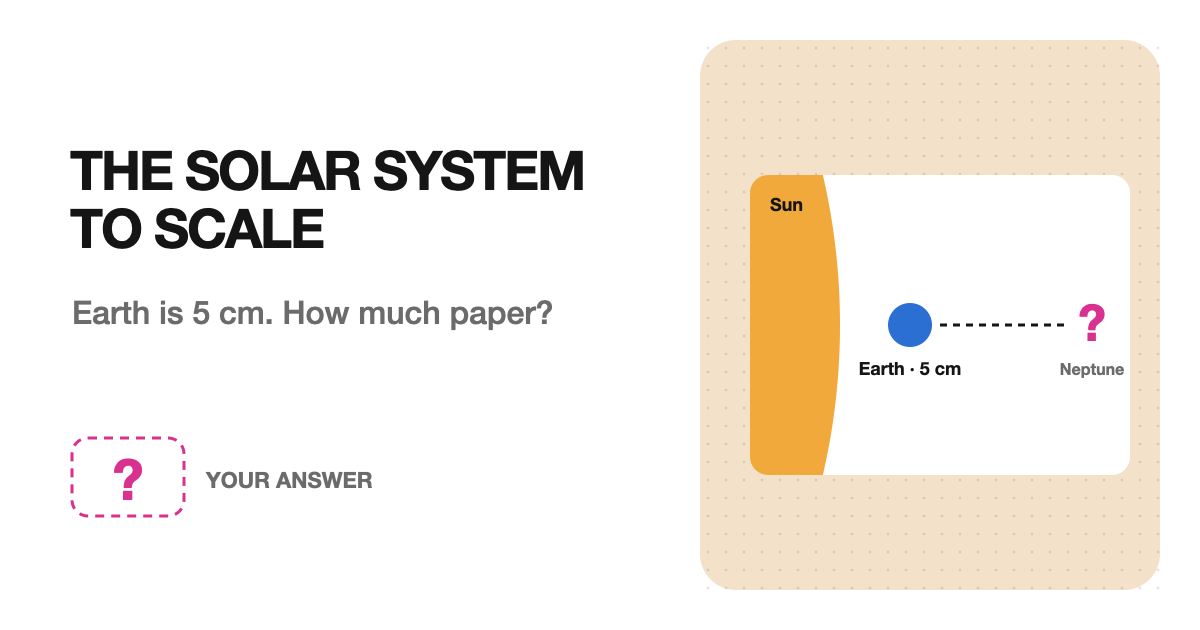 THE SOLAR SYSTEM
TO SCALE
Earth is 5 cm. How much paper?
?
YOUR ANSWER
Sun
?
Earth · 5 cm
Neptune